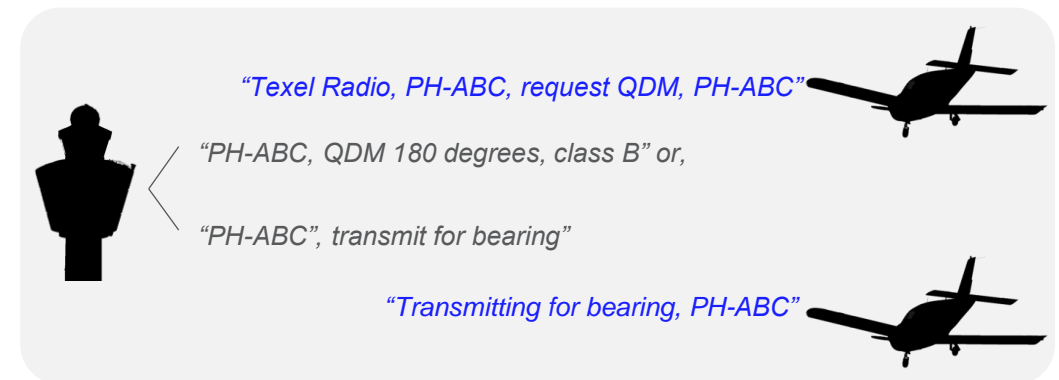 “Texel Radio, PH-ABC, request QDM, PH-ABC”
“PH-ABC, QDM 180 degrees, class B” or,
“PH-ABC”, transmit for bearing”
“Transmitting for bearing, PH-ABC”